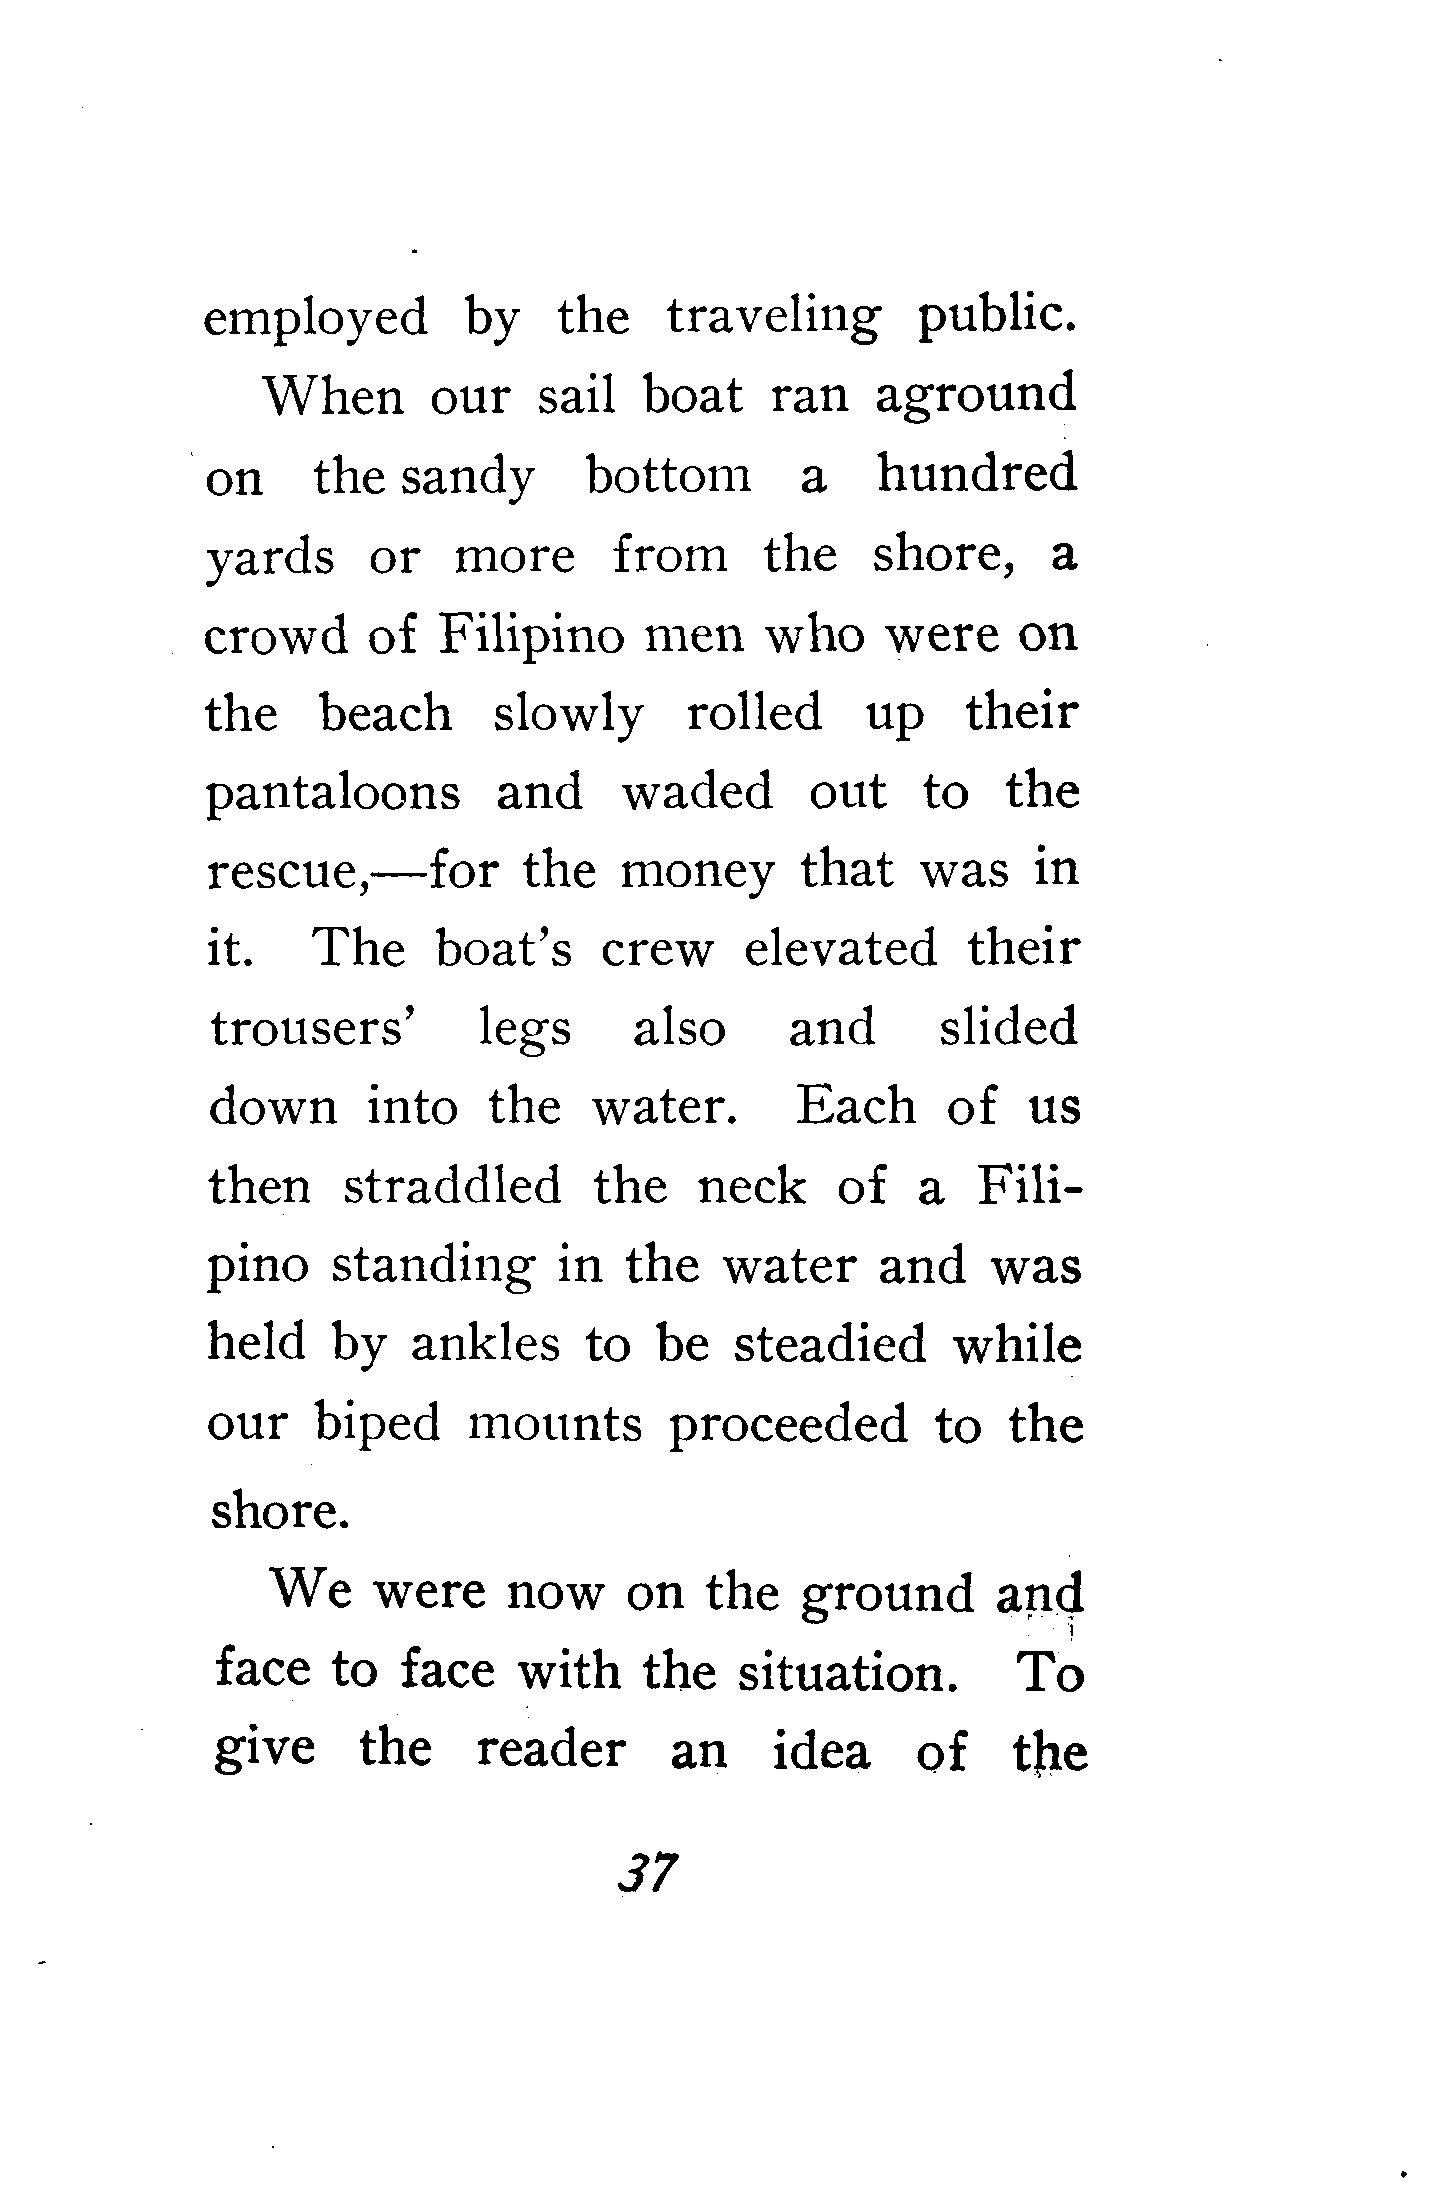 employed by the traveling public.
When our sail boat ran aground
on the sandy bottom a hundred
yards or more from the shore, a
crowd of Filipino men who were on
the beach slowly rolled up their
pantaloons and waded out to the
rescue,—for the money that was in
it. The boat's crew elevated their
trousers' legs also and slided
down into the water. Each of us
then straddled the neck of a Fili-
pino standing in the water and was
held by ankles to be steadied while
our biped mounts proceeded to the
shore.
We were now on the ground and
face to face with the situation. To
give the reader an idea of the
37